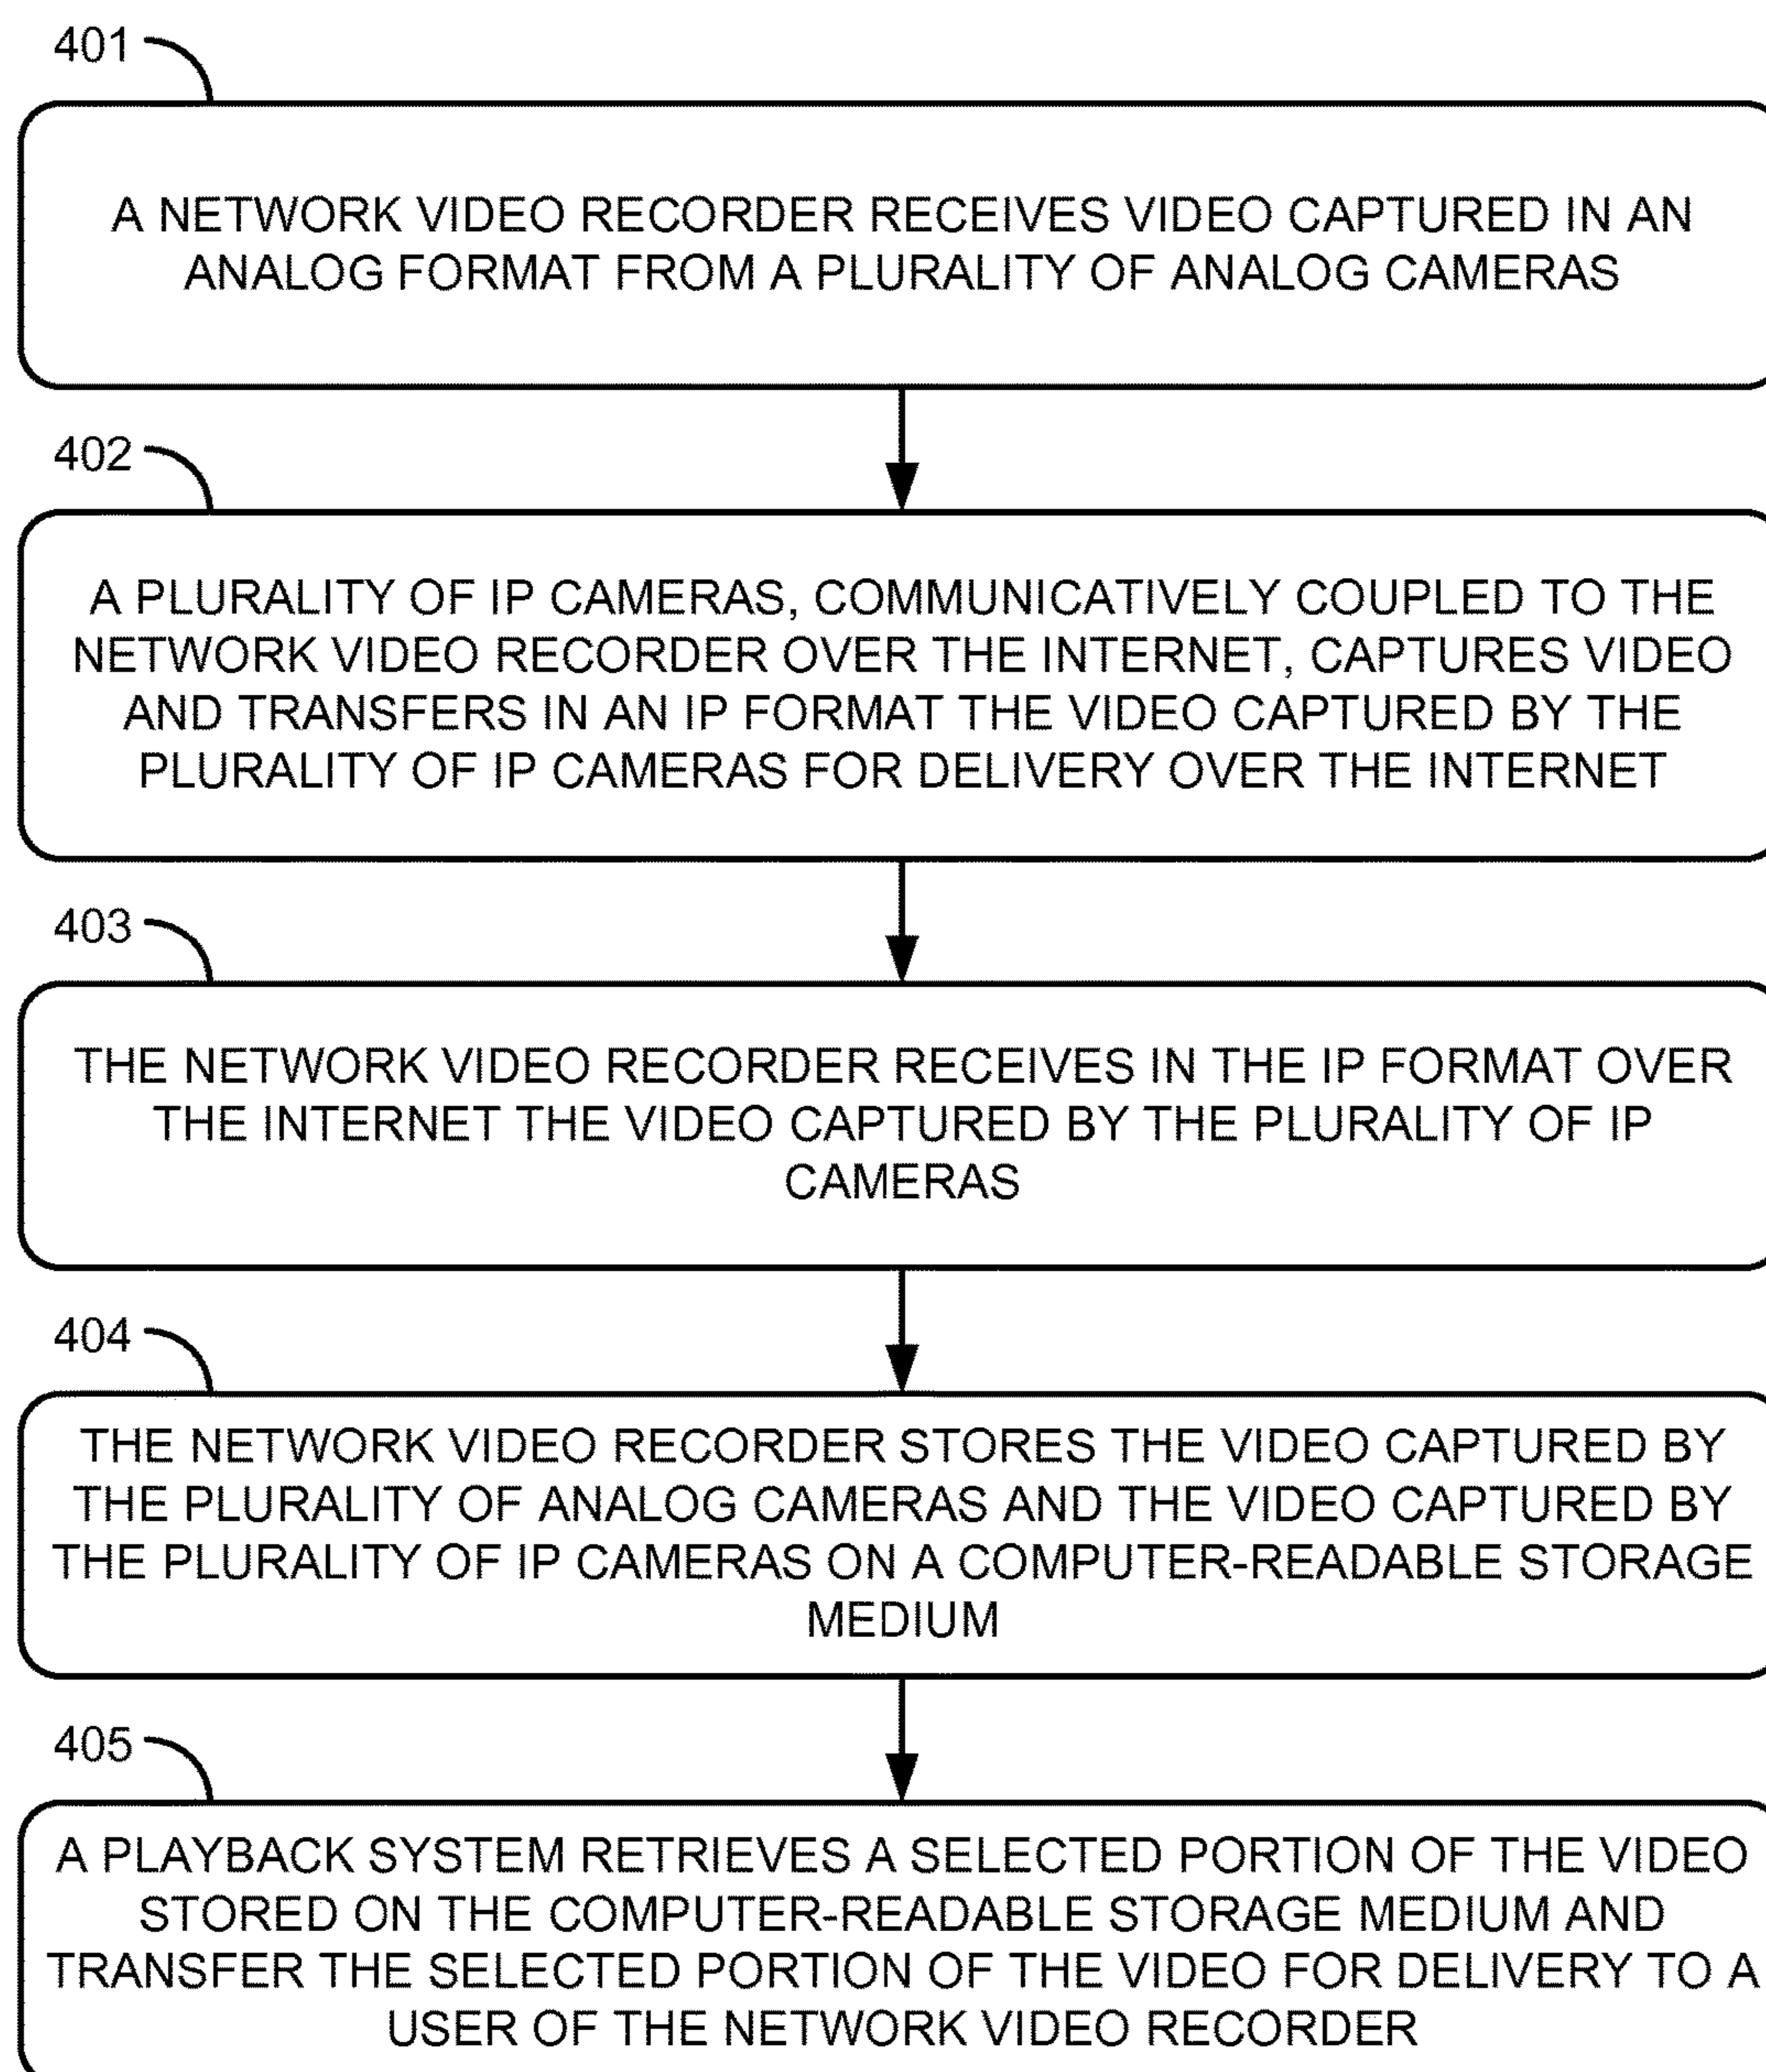 401
A NETWORK VIDEO RECORDER RECEIVES VIDEO CAPTURED IN AN
ANALOG FORMAT FROM A PLURALITY OF ANALOG CAMERAS
402
A PLURALITY OF IP CAMERAS, COMMUNICATIVELY COUPLED TO THE
NETWORK VIDEO RECORDER OVER THE INTERNET, CAPTURES VIDEO
AND TRANSFERS IN AN IP FORMAT THE VIDEO CAPTURED BY THE
PLURALITY OF IP CAMERAS FOR DELIVERY OVER THE INTERNET
403
THE NETWORK VIDEO RECORDER RECEIVES IN THE IP FORMAT OVER
THE INTERNET THE VIDEO CAPTURED BY THE PLURALITY OF IP
CAMERAS
404
THE NETWORK VIDEO RECORDER STORES THE VIDEO CAPTURED BY
THE PLURALITY OF ANALOG CAMERAS AND THE VIDEO CAPTURED BY
THE PLURALITY OF IP CAMERAS ON A COMPUTER-READABLE STORAGE
MEDIUM
405
A PLAYBACK SYSTEM RETRIEVES A SELECTED PORTION OF THE VIDEO
STORED ON THE COMPUTER-READABLE STORAGE MEDIUM AND
TRANSFER THE SELECTED PORTION OF THE VIDEO FOR DELIVERY TO A
USER OF THE NETWORK VIDEO RECORDER